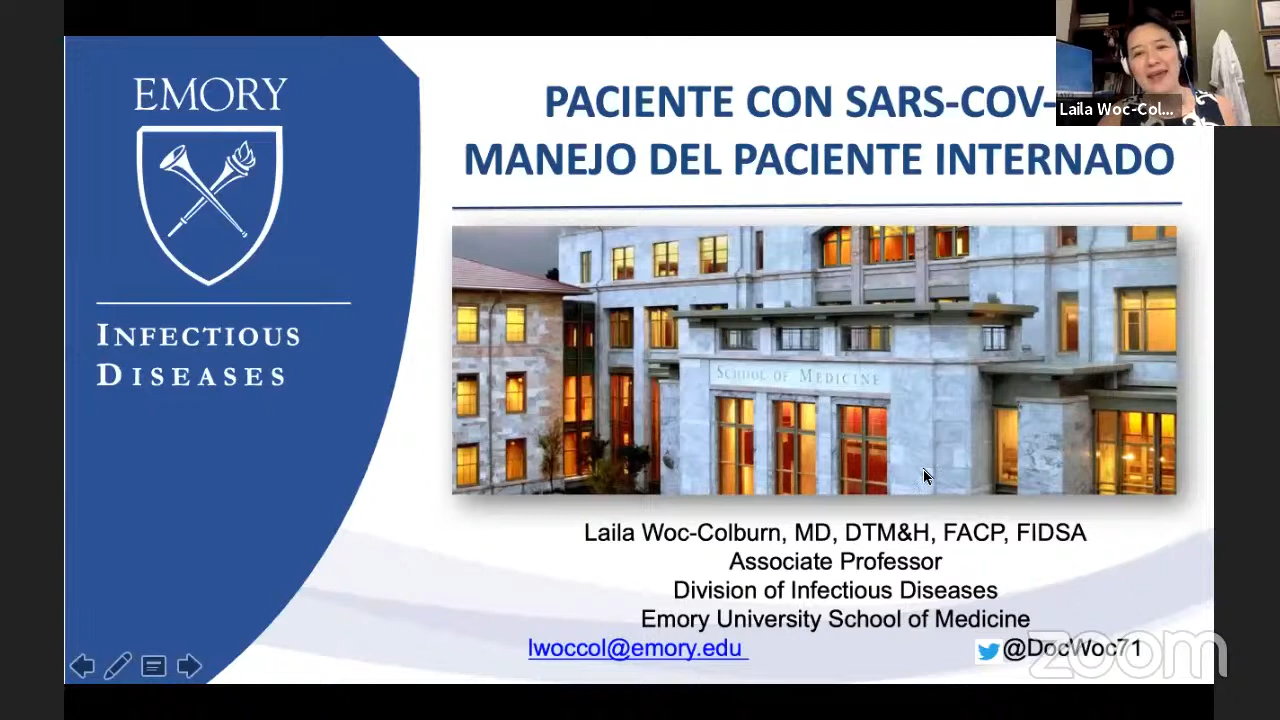 EMORY
INFECTIOUS
DISEASES
PACIENTE CON SARS-COV-
MANEJO DEL PACIENTE INTERNADO
Laila Woc-Col...
SCHOOL OF MEDICINE
Laila Woc-Colburn, MD, DTM&H, FACP, FIDSA
Associate Professor
Division of Infectious Diseases
Emory University School of Medicine
lwoccol@emory.edu
@DocWoc71
zoom